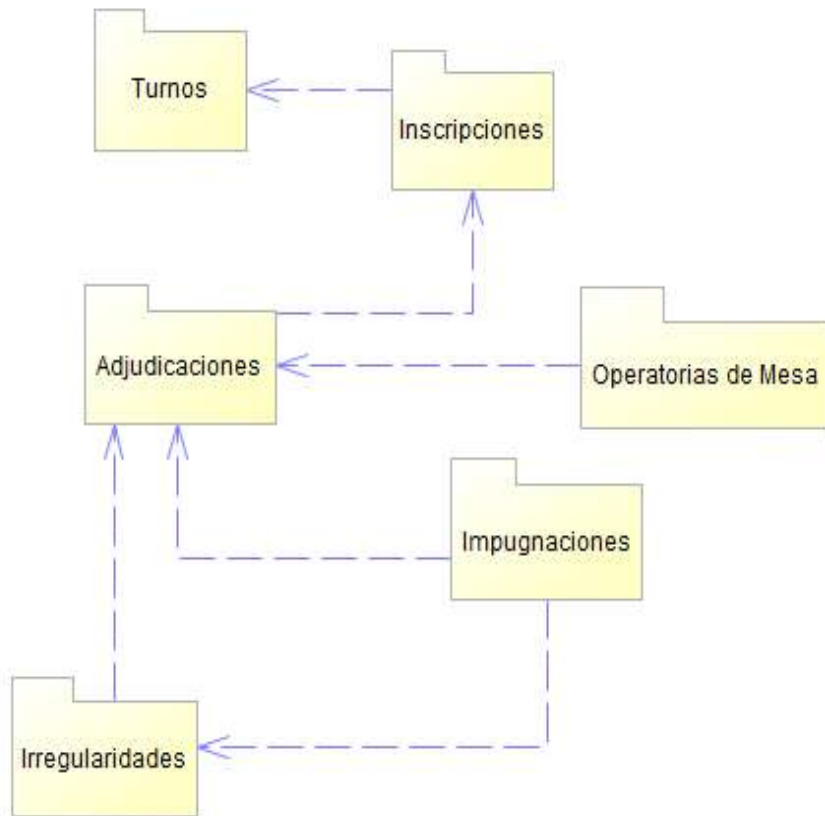 Turnos
Inscripciones
Adjudicaciones
Operatorias de Mesa
Impugnaciones
Irregularidades